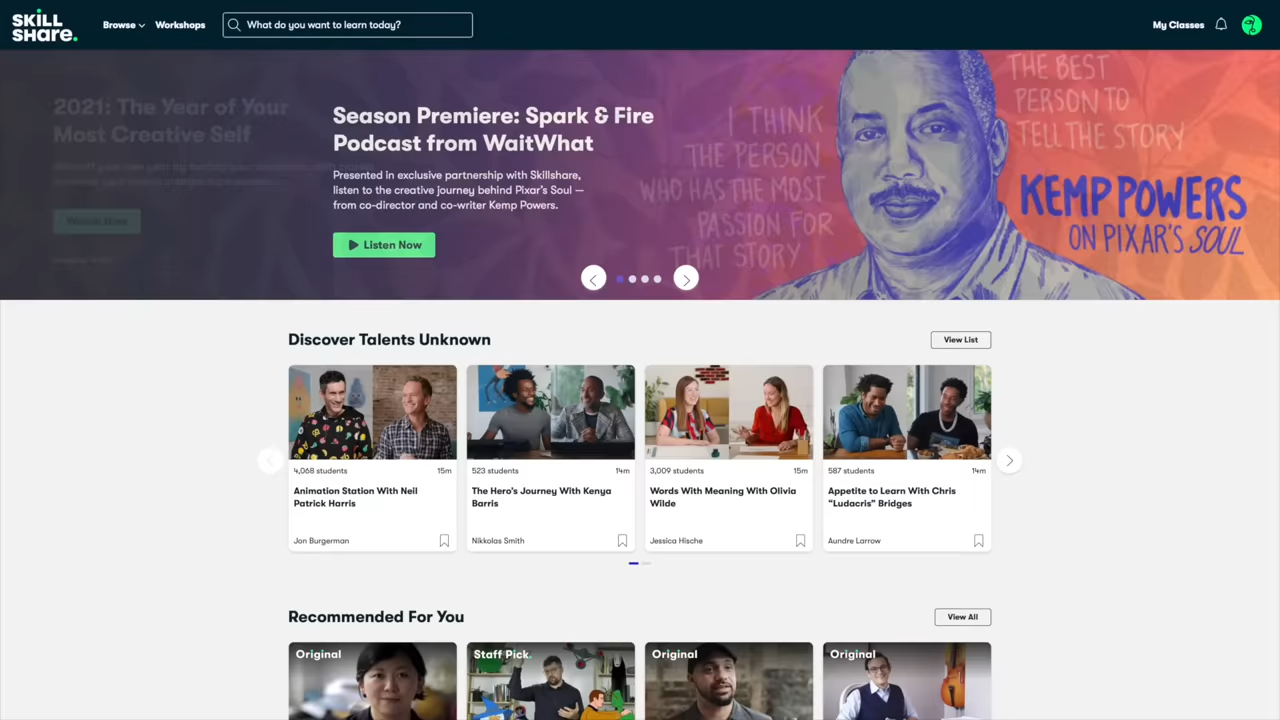 SKILL
SHARE.
Browse
Workshops
What do you want to learn today?
My Classes
2021: The Year of Your
Most Creative Self
Watch Now
Season Premiere: Spark & Fire
Podcast from WaitWhat
Presented in exclusive partnership with Skillshare,
listen to the creative journey behind Pixar's Soul —
from co-director and co-writer Kemp Powers.
Listen Now
I THINK
THE PERSON
WHO HAS THE MOST
PASSION FOR
THAT STORY
THE BEST
PERSON TO
TELL THE STORY
KEMP POWERS
ON PIXAR'S SOUL
Discover Talents Unknown
View List
4,068 students 15m
Animation Station With Neil
Patrick Harris
Jon Burgerman
523 students 14m
The Hero's Journey With Kenya
Barris
Nikkolas Smith
3,009 students 15m
Words With Meaning With Olivia
Wilde
Jessica Hische
587 students 14m
Appetite to Learn With Chris
“Ludacris” Bridges
Aundre Larrow
Recommended For You
View All
Original
Staff Pick.
Original
Original